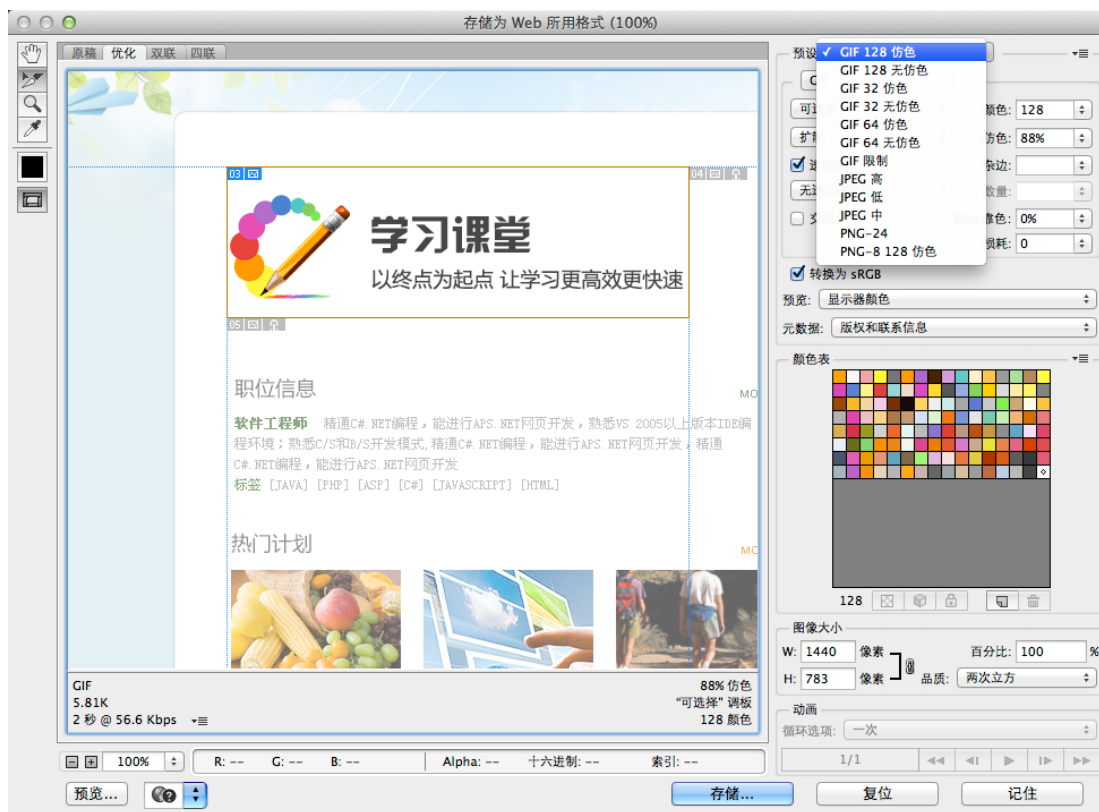 存储为 Web 所用格式 (100%)
原稿 优化 双联 四联
03
04
学习课堂
以终点为起点 让学习更高效更快速
05
职位信息
MO
软件工程师 精通C#.NET编程，能进行APS.NET网页开发，熟悉VS 2005以上版本IDE编
程环境；熟悉C/S和B/S开发模式,精通C#.NET编程，能进行APS.NET网页开发，精通
C#.NET编程，能进行APS.NET网页开发
标签 [JAVA] [PHP] [ASP] [C#] [JAVASCRIPT] [HTML]
热门计划
MO
GIF
5.81K
2 秒 @ 56.6 Kbps
88% 仿色
“可选择” 调板
128 颜色
100%
R: -- G: -- B: --
Alpha: -- 十六进制: -- 索引: --
预览...
存储...
复位
记住
预设
GIF 128 仿色
GIF 128 无仿色
GIF 32 仿色
GIF 32 无仿色
GIF 64 仿色
GIF 64 无仿色
GIF 限制
JPEG 高
JPEG 低
JPEG 中
PNG-24
PNG-8 128 仿色
颜色: 128
仿色: 88%
杂边:
数量:
靠色: 0%
损耗: 0
转换为 sRGB
预览: 显示器颜色
元数据: 版权和联系信息
颜色表
128
图像大小
W: 1440 像素 百分比: 100 %
H: 783 像素 品质: 两次立方
动画
循环选项: 一次
1/1